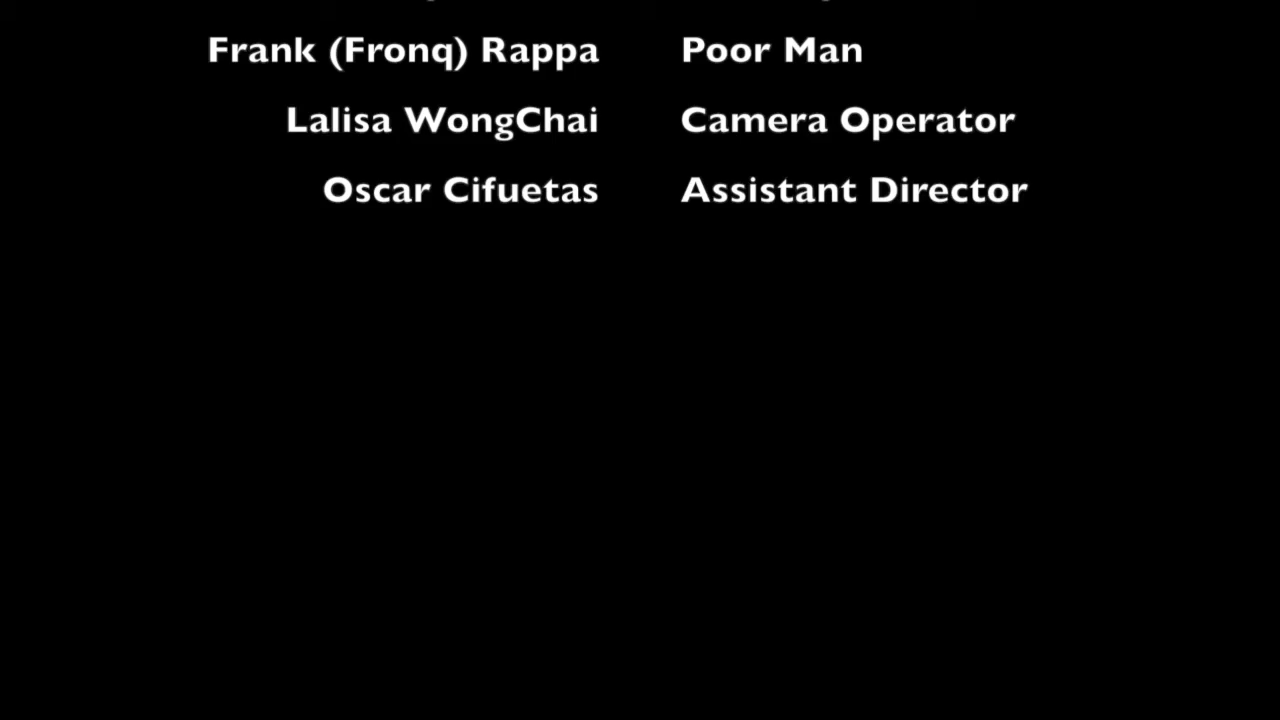 Frank (Fronq) Rappa Poor Man
Lalisa WongChai Camera Operator
Oscar Cifuetas Assistant Director